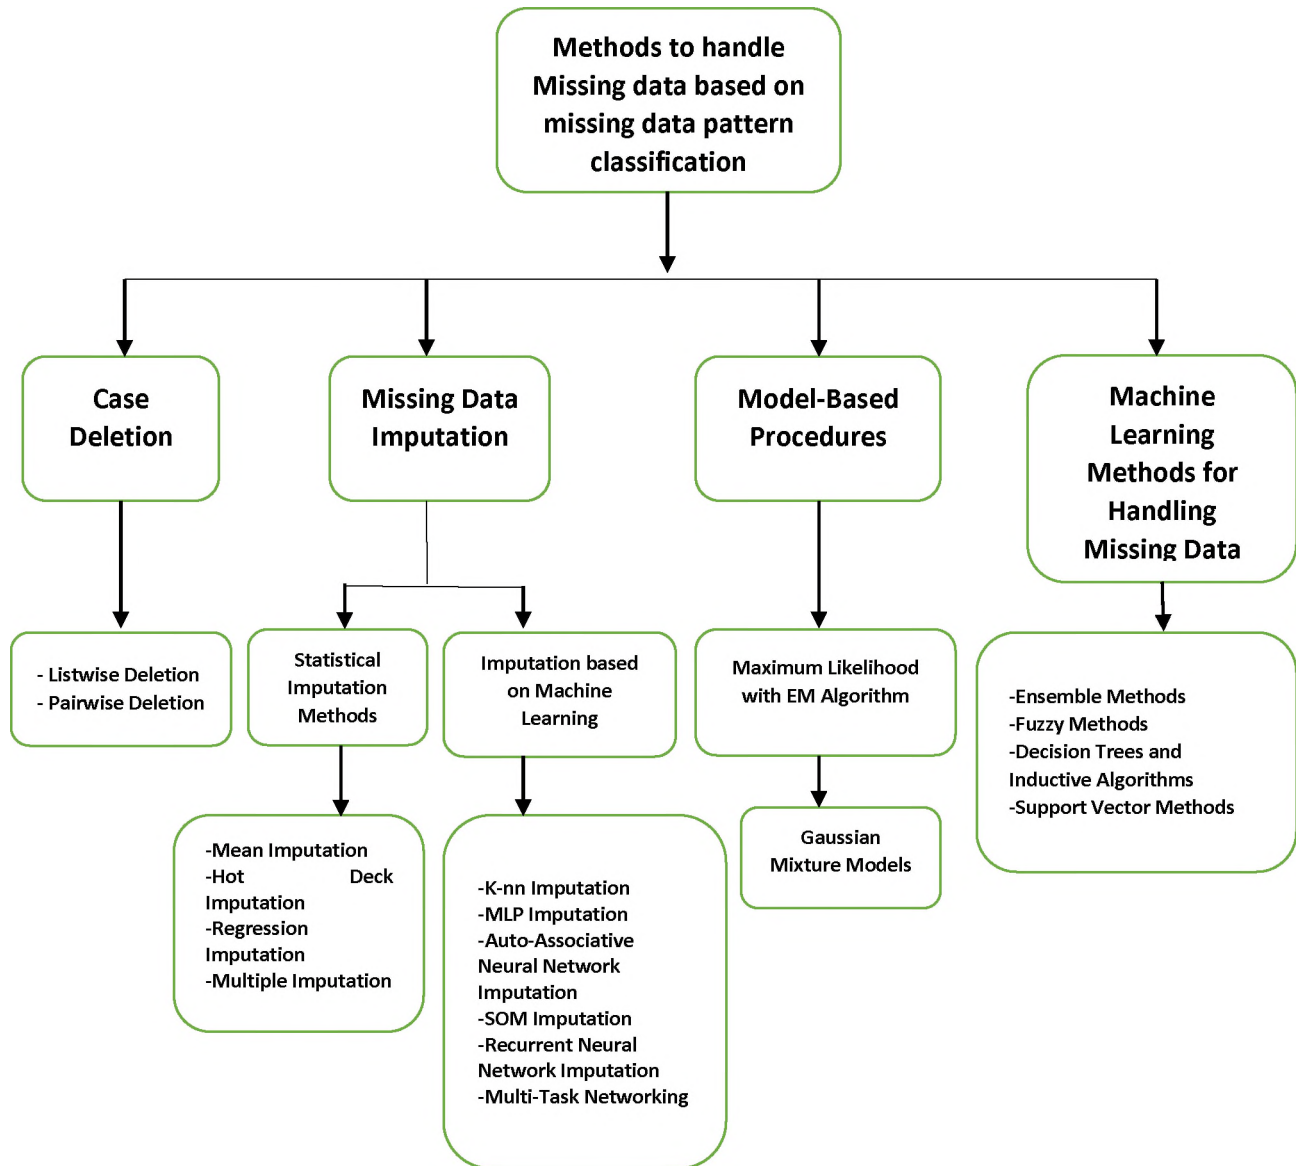 Methods to handle
Missing data based on
missing data pattern
classification
Case
Deletion
Missing Data
Imputation
Model-Based
Procedures
Machine
Learning
Methods for
Handling
Missing Data
- Listwise Deletion
- Pairwise Deletion
Statistical
Imputation
Methods
Imputation based
on Machine
Learning
Maximum Likelihood
with EM Algorithm
-Ensemble Methods
-Fuzzy Methods
-Decision Trees and
Inductive Algorithms
-Support Vector Methods
-Mean Imputation
-Hot Deck
Imputation
-Regression
Imputation
-Multiple Imputation
-K-nn Imputation
-MLP Imputation
-Auto-Associative
Neural Network
Imputation
-SOM Imputation
-Recurrent Neural
Network Imputation
-Multi-Task Networking
Gaussian
Mixture Models